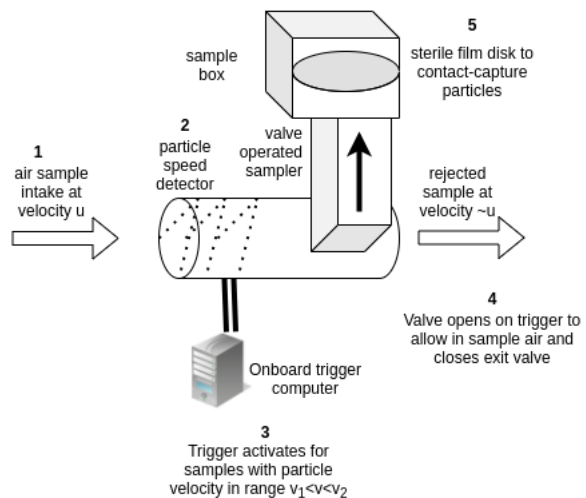 5
sterile film disk to
contact-capture
particles
sample
box
1
air sample
intake at
velocity u
2
particle
speed
detector
valve
operated
sampler
rejected
sample at
velocity ~u
4
Valve opens on trigger to
allow in sample air and
closes exit valve
Onboard trigger
computer
3
Trigger activates for
samples with particle
velocity in range v₁<v<v₂